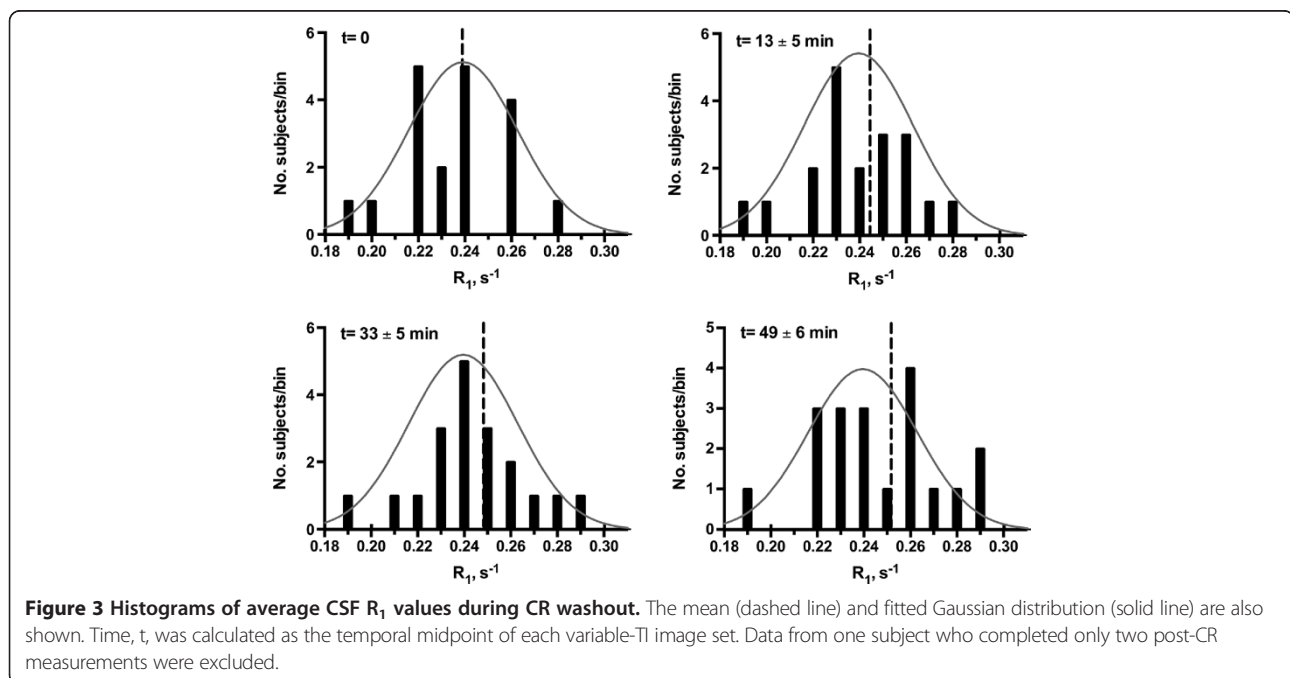 t= 0
No. subjects/bin
6
4
2
0
0.18 0.20 0.22 0.24 0.26 0.28 0.30
R₁, s⁻¹
t= 13 ± 5 min
No. subjects/bin
6
4
2
0
0.18 0.20 0.22 0.24 0.26 0.28 0.30
R₁, s⁻¹
t= 33 ± 5 min
No. subjects/bin
6
4
2
0
0.18 0.20 0.22 0.24 0.26 0.28 0.30
R₁, s⁻¹
t= 49 ± 6 min
No. subjects/bin
5
4
3
2
1
0
0.18 0.20 0.22 0.24 0.26 0.28 0.30
R₁, s⁻¹
Figure 3 Histograms of average CSF R₁ values during CR washout. The mean (dashed line) and fitted Gaussian distribution (solid line) are also
shown. Time, t, was calculated as the temporal midpoint of each variable-TI image set. Data from one subject who completed only two post-CR
measurements were excluded.